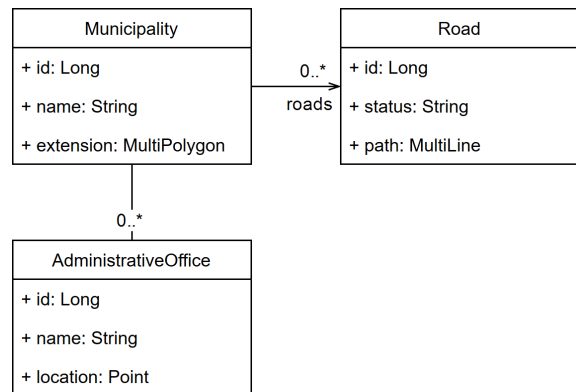 Municipality
+ id: Long
+ name: String
+ extension: MultiPolygon
0..*
roads
Road
+ id: Long
+ status: String
+ path: MultiLine
0..*
AdministrativeOffice
+ id: Long
+ name: String
+ location: Point